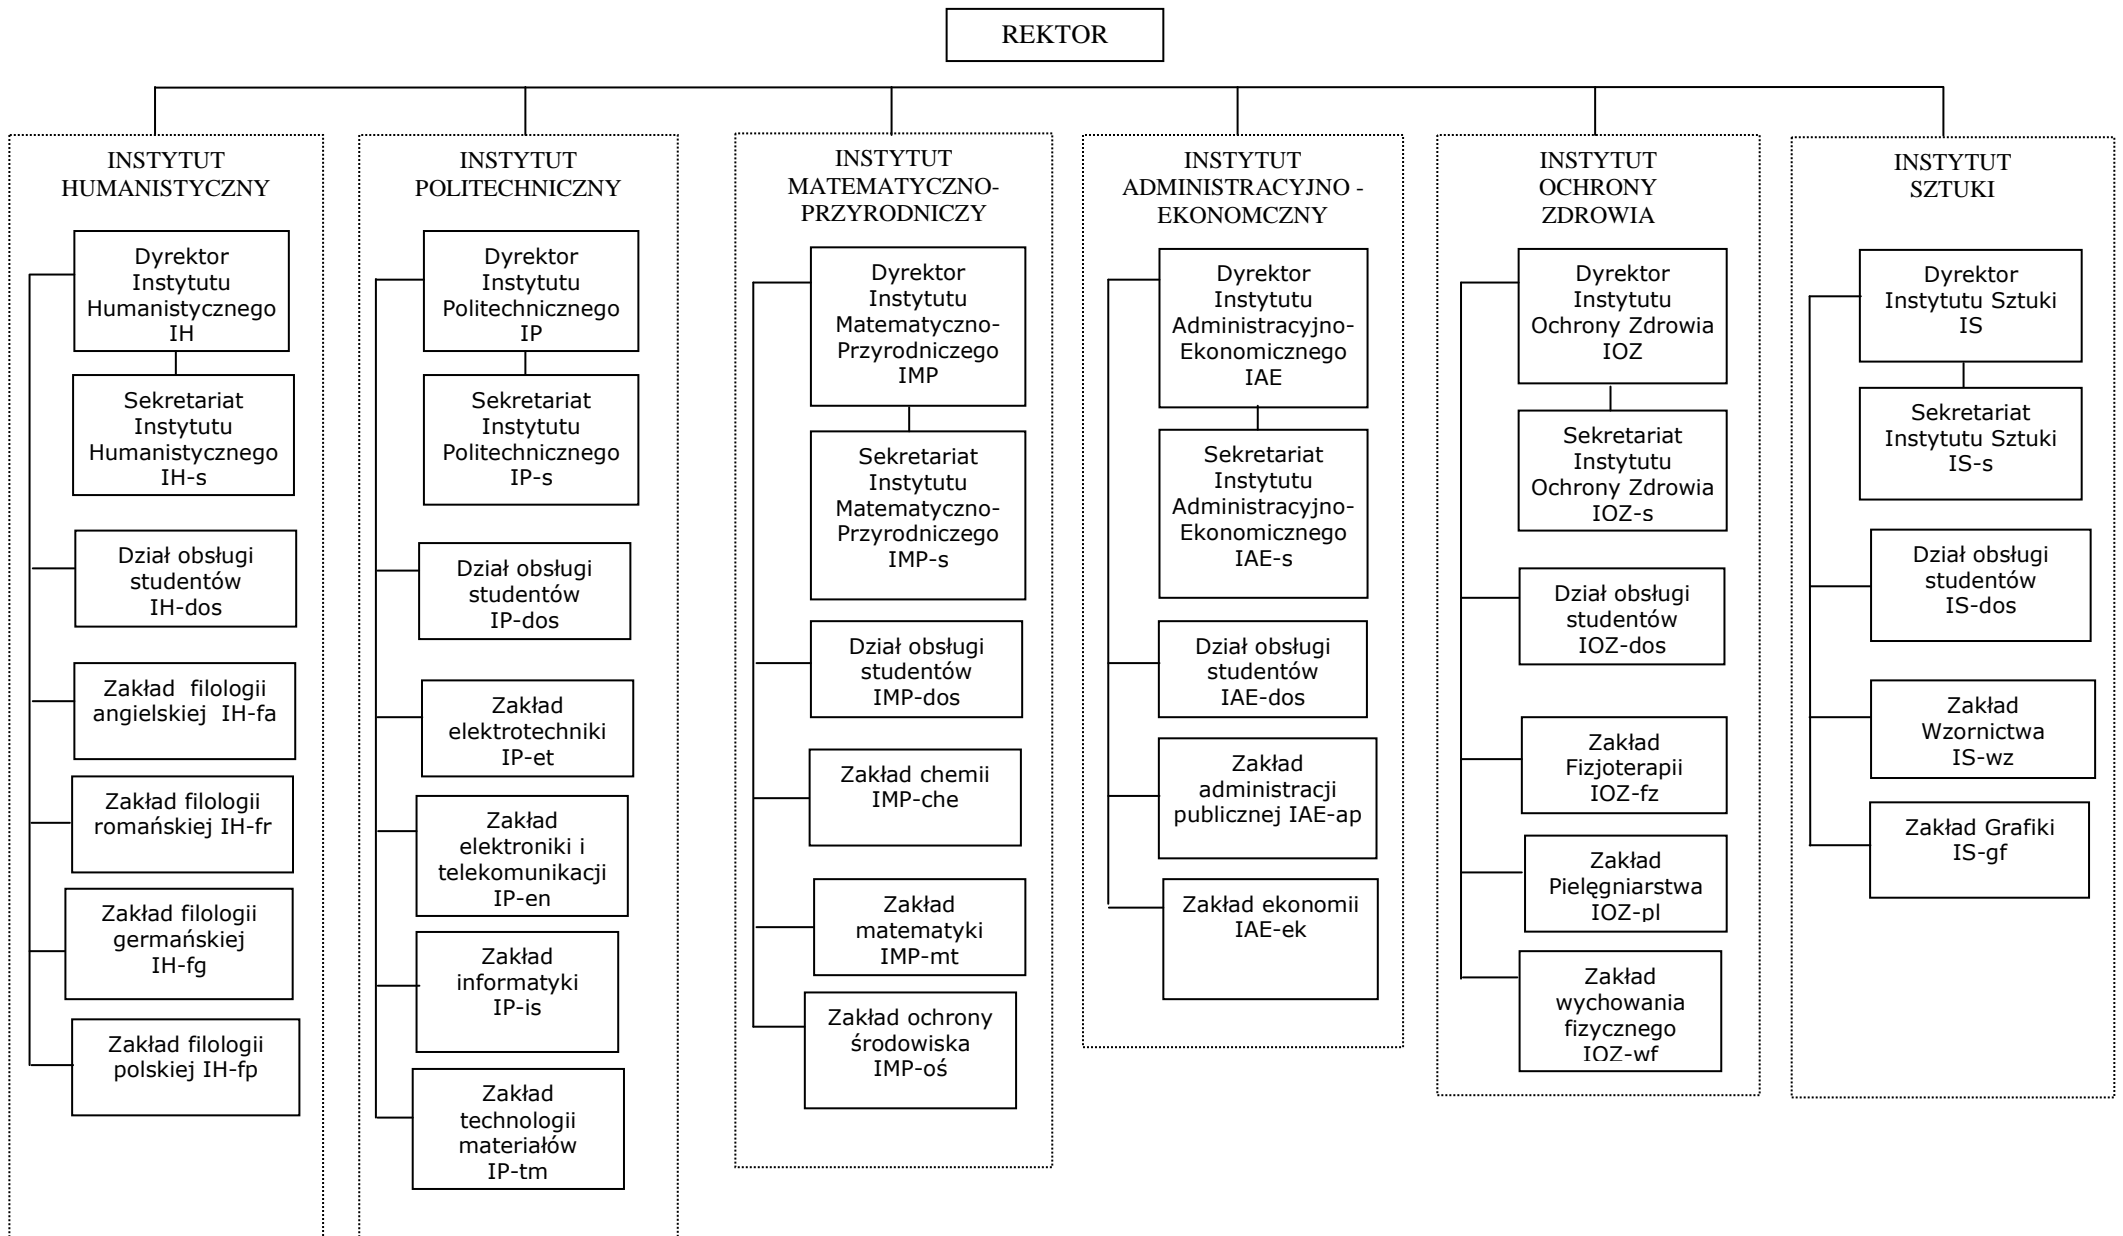 REKTOR
INSTYTUT
HUMANISTYCZNY
Dyrektor
Instytutu
Humanistycznego
IH
Sekretariat
Instytutu
Humanistycznego
IH-s
Dział obsługi
studentów
IH-dos
Zakład filologii
angielskiej IH-fa
Zakład filologii
romańskiej IH-fr
Zakład filologii
germańskiej
IH-fg
Zakład filologii
polskiej IH-fp
INSTYTUT
POLITECHNICZNY
Dyrektor
Instytutu
Politechnicznego
IP
Sekretariat
Instytutu
Politechnicznego
IP-s
Dział obsługi
studentów
IP-dos
Zakład
elektrotechniki
IP-et
Zakład
elektroniki i
telekomunikacji
IP-en
Zakład
informatyki
IP-is
Zakład
technologii
materiałów
IP-tm
INSTYTUT
MATEMATYCZNO-
PRZYRODNICZY
Dyrektor
Instytutu
Matematyczno-
Przyrodniczego
IMP
Sekretariat
Instytutu
Matematyczno-
Przyrodniczego
IMP-s
Dział obsługi
studentów
IMP-dos
Zakład chemii
IMP-che
Zakład
matematyki
IMP-mt
Zakład ochrony
środowiska
IMP-oś
INSTYTUT
ADMINISTRACYJNO -
EKONOMCZNY
Dyrektor
Instytutu
Administracyjno-
Ekonomicznego
IAE
Sekretariat
Instytutu
Administracyjno-
Ekonomicznego
IAE-s
Dział obsługi
studentów
IAE-dos
Zakład
administracji
publicznej IAE-ap
Zakład ekonomii
IAE-ek
INSTYTUT
OCHRONY
ZDROWIA
Dyrektor
Instytutu
Ochrony Zdrowia
IOZ
Sekretariat
Instytutu
Ochrony Zdrowia
IOZ-s
Dział obsługi
studentów
IOZ-dos
Zakład
Fizjoterapii
IOZ-fz
Zakład
Pielęgniarstwa
IOZ-pl
Zakład
wychowania
fizycznego
IOZ-wf
INSTYTUT
SZTUKI
Dyrektor
Instytutu Sztuki
IS
Sekretariat
Instytutu Sztuki
IS-s
Dział obsługi
studentów
IS-dos
Zakład
Wzornictwa
IS-wz
Zakład Grafiki
IS-gf